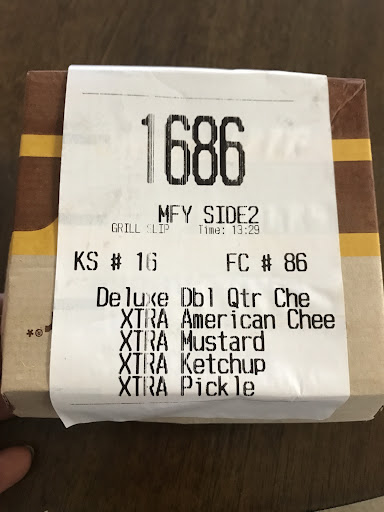 1686
MFY SIDE2
GRILL SLIP Time: 13:29
KS # 16 FC # 86
Deluxe Dbl Qtr Che
XTRA American Chee
XTRA Mustard
XTRA Ketchup
XTRA Pickle